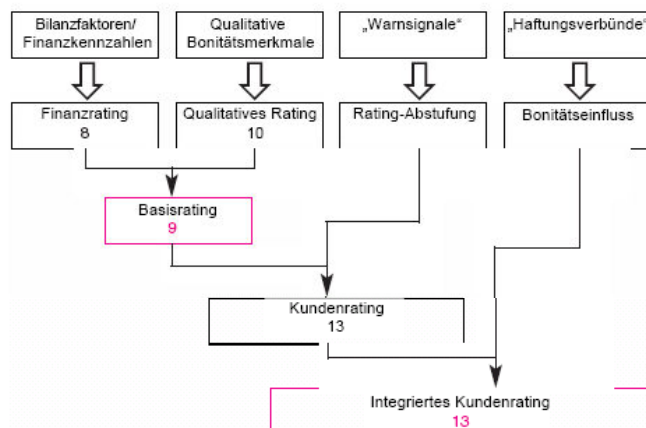 Bilanzfaktoren/
Finanzkennzahlen
Qualitative
Bonitätsmerkmale
„Warnsignale“
„Haftungsverbünde“
Finanzrating
8
Qualitatives Rating
10
Rating-Abstufung
Bonitätseinfluss
Basisrating
9
Kundenrating
13
Integriertes Kundenrating
13